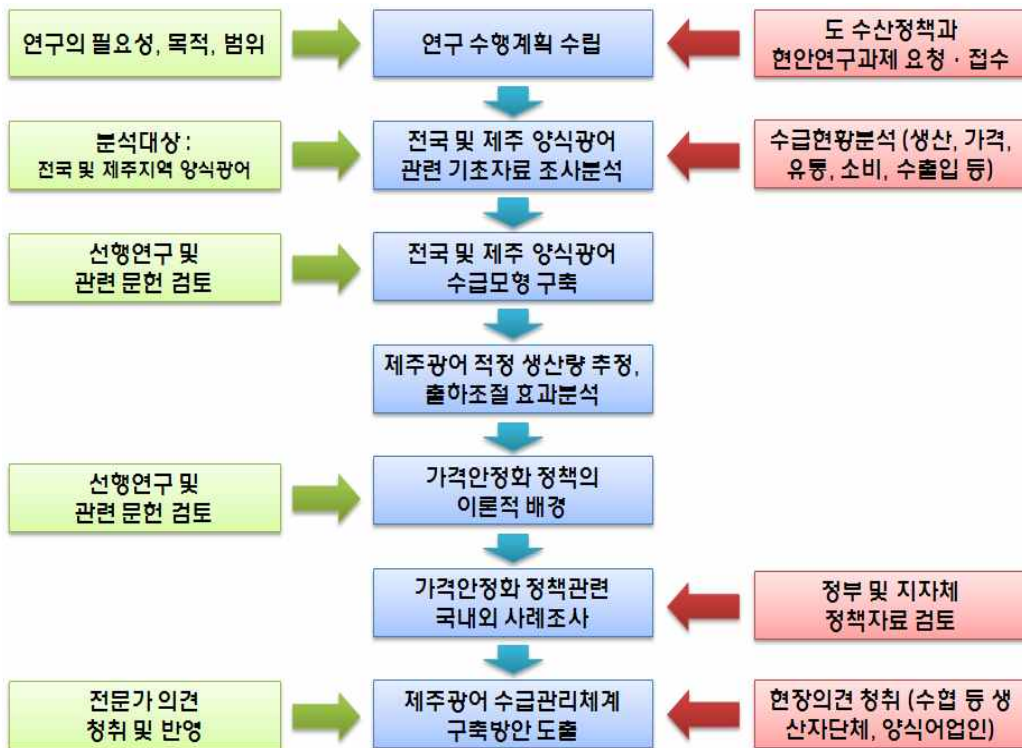 연구의 필요성, 목적, 범위
연구 수행계획 수립
도 수산정책과
현안연구과제 요청 · 접수
분석대상 :
전국 및 제주지역 양식광어
전국 및 제주 양식광어
관련 기초자료 조사분석
수급현황분석 (생산, 가격,
유통, 소비, 수출입 등)
선행연구 및
관련 문헌 검토
전국 및 제주 양식광어
수급모형 구축
제주광어 적정 생산량 추정,
출하조절 효과분석
선행연구 및
관련 문헌 검토
가격안정화 정책의
이론적 배경
가격안정화 정책관련
국내외 사례조사
정부 및 지자체
정책자료 검토
전문가 의견
청취 및 반영
제주광어 수급관리체계
구축방안 도출
현장의견 청취 (수협 등 생
산자단체, 양식어업인)